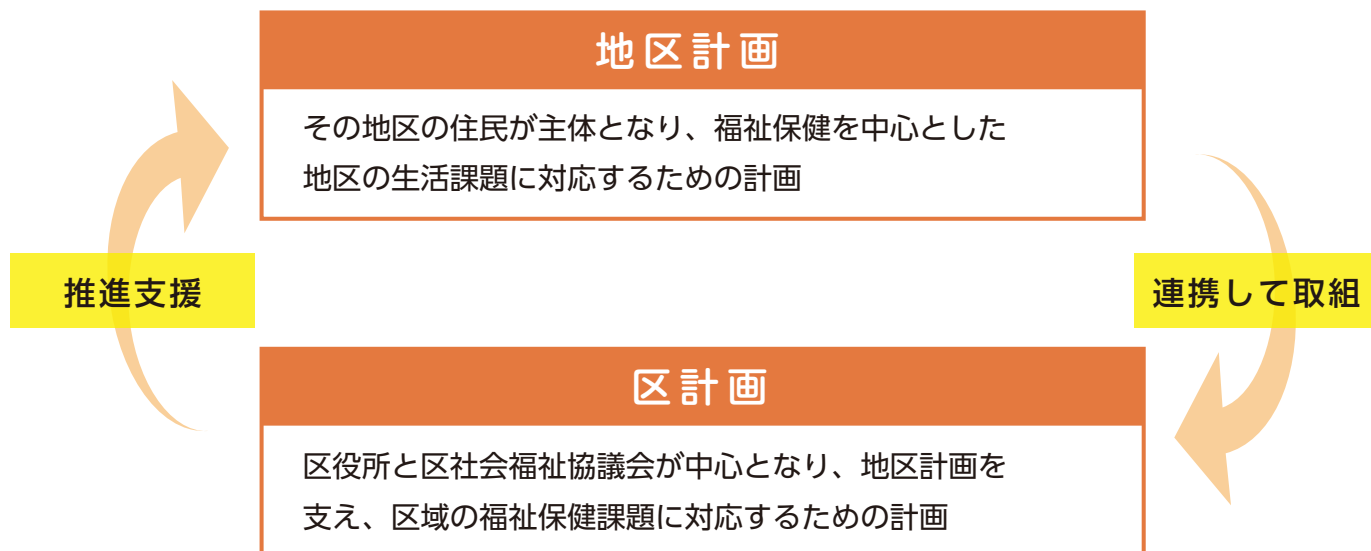 地区計画
その地区の住民が主体となり、福祉保健を中心とした
地区の生活課題に対応するための計画
推進支援
連携して取組
区計画
区役所と区社会福祉協議会が中心となり、地区計画を
支え、区域の福祉保健課題に対応するための計画